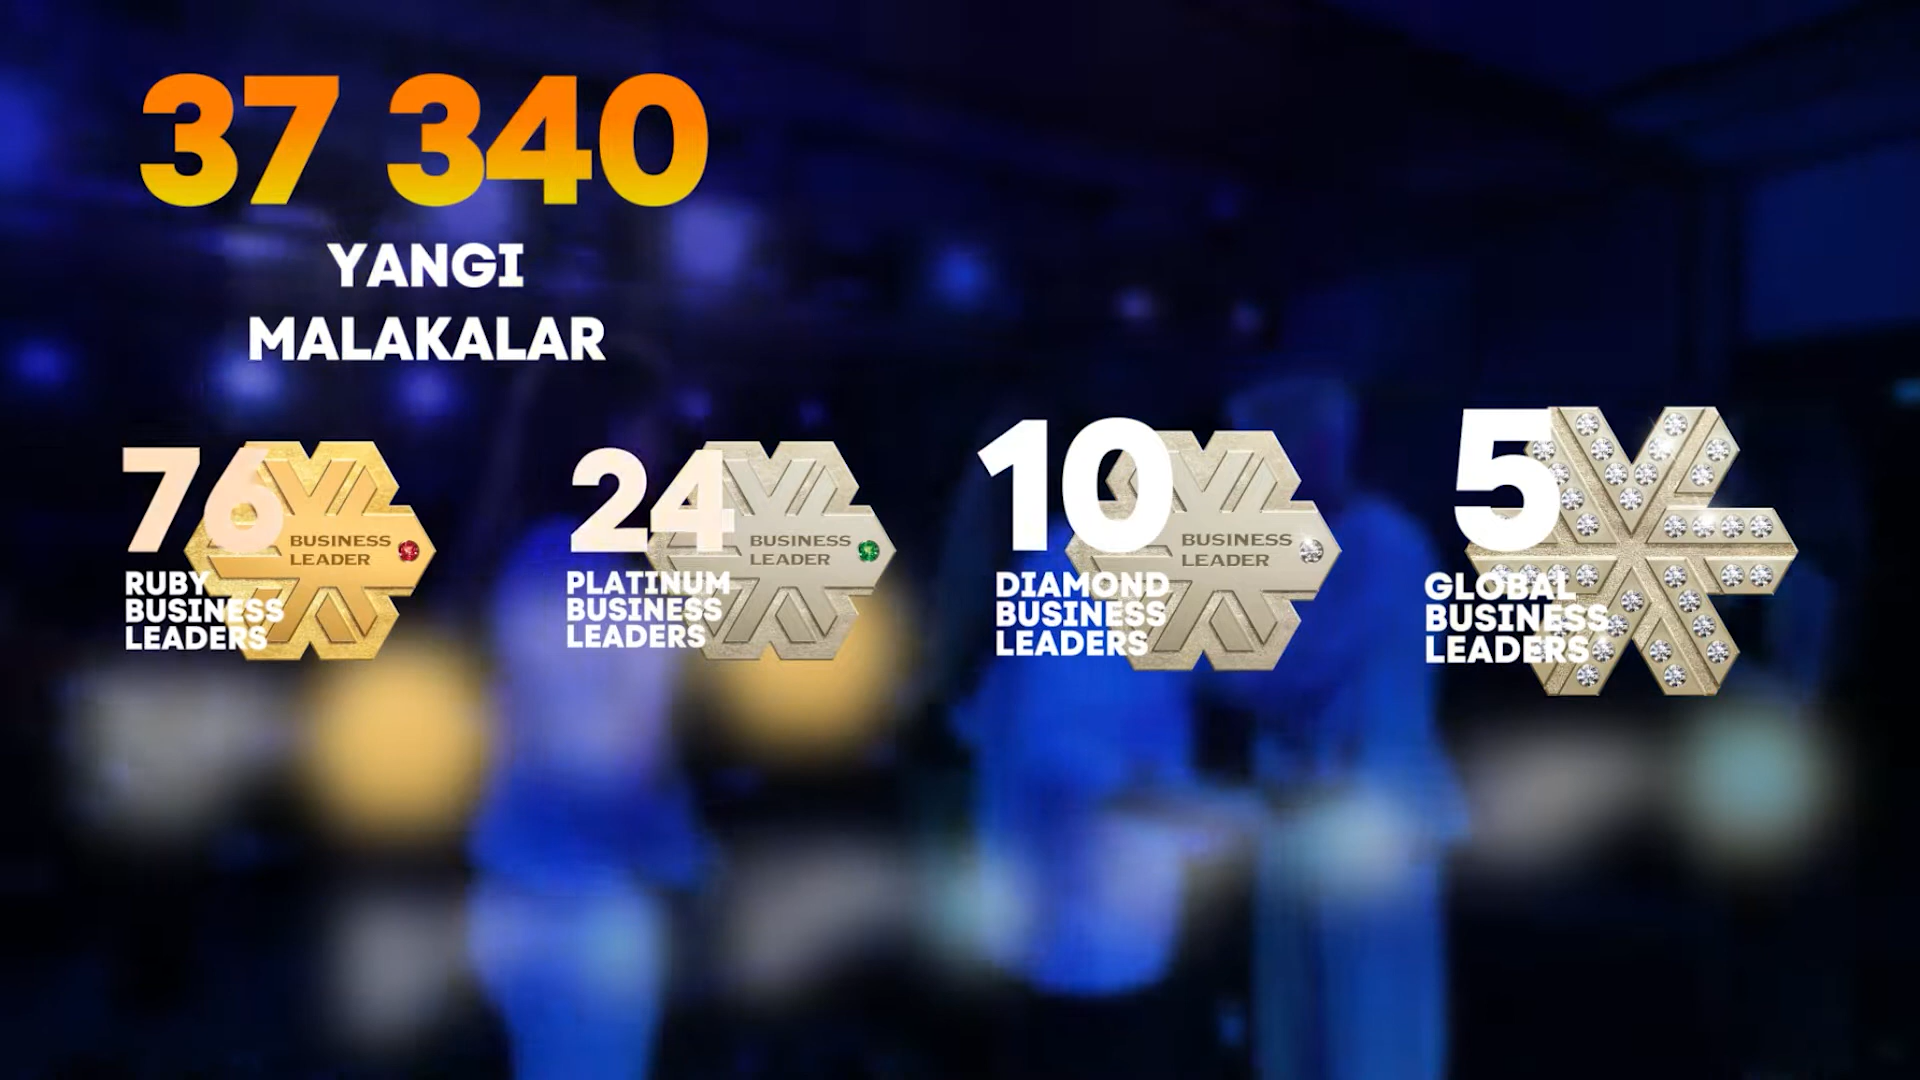 37 340
YANGI
MALAKALAR
76
RUBY
BUSINESS
LEADERS
BUSINESS
LEADER
24
PLATINUM
BUSINESS
LEADERS
BUSINESS
LEADER
10
DIAMOND
BUSINESS
LEADERS
BUSINESS
LEADER
5
GLOBAL
BUSINESS
LEADERS